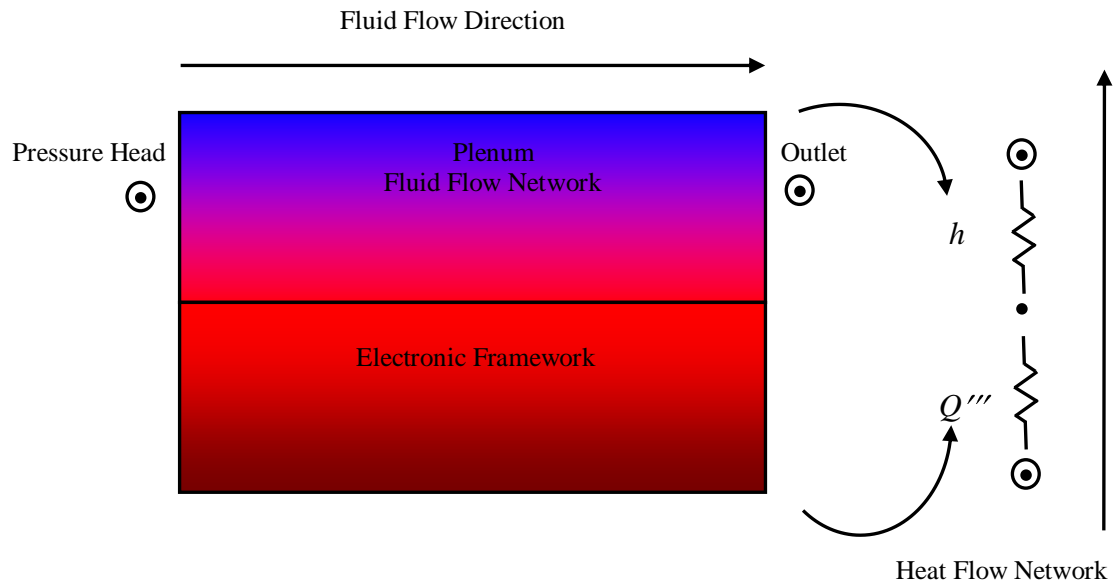 Fluid Flow Direction
Pressure Head
Plenum
Fluid Flow Network
Outlet
h
Electronic Framework
Q′′′
Heat Flow Network